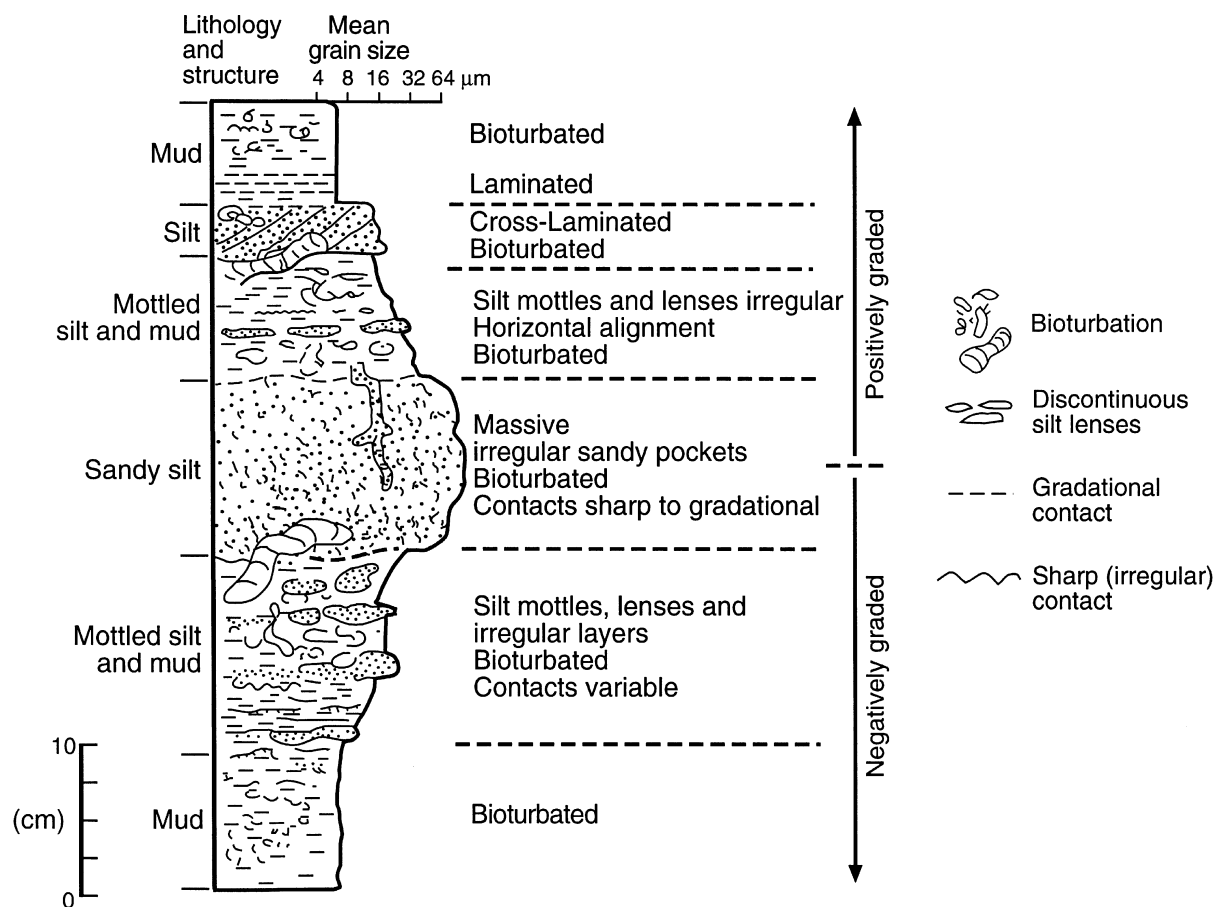 Lithology
and
structure
Mean
grain size
4 8 16 32 64 μm
Mud
Silt
Mottled
silt and mud
Sandy silt
Mottled silt
and mud
Mud
10
(cm)
0
Bioturbated
Laminated
Cross-Laminated
Bioturbated
Silt mottles and lenses irregular
Horizontal alignment
Bioturbated
Massive
irregular sandy pockets
Bioturbated
Contacts sharp to gradational
Silt mottles, lenses and
irregular layers
Bioturbated
Contacts variable
Bioturbated
Positively graded
Negatively graded
Bioturbation
Discontinuous
silt lenses
Gradational
contact
Sharp (irregular)
contact